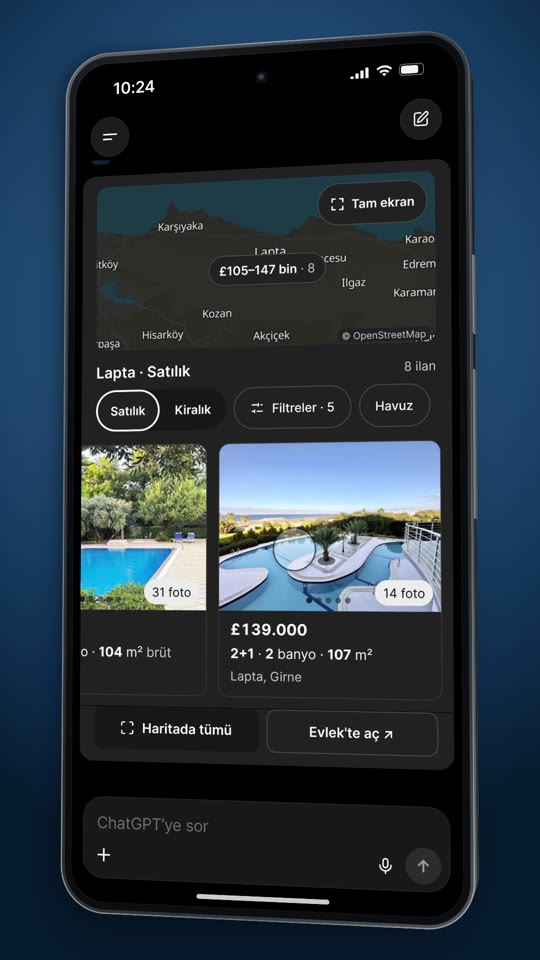 10:24
Tam ekran
Karşıyaka
Lapta
Karao
£105–147 bin · 8
Edrem
Ilgaz
Karamar
Kozan
Hisarköy
Akçiçek
© OpenStreetMap
Lapta · Satılık
8 ilan
Satılık
Kiralık
Filtreler · 5
Havuz
31 foto
14 foto
£139.000
o · 104 m² brüt
2+1 · 2 banyo · 107 m²
Lapta, Girne
Haritada tümü
Evlek'te aç ↗
ChatGPT'ye sor